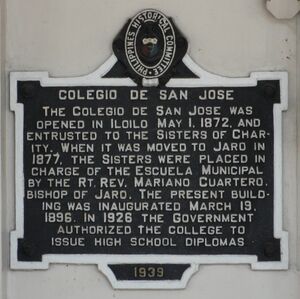 PHILIPPINES HISTORICAL COMMITTEE
COLEGIO DE SAN JOSE
THE COLEGIO DE SAN JOSE WAS
OPENED IN ILOILO MAY 1, 1872, AND
ENTRUSTED TO THE SISTERS OF CHAR-
ITY. WHEN IT WAS MOVED TO JARO IN
1877, THE SISTERS WERE PLACED IN
CHARGE OF THE ESCUELA MUNICIPAL
BY THE RT. REV. MARIANO CUARTERO,
BISHOP OF JARO. THE PRESENT BUILD-
ING WAS INAUGURATED MARCH 19,
1896. IN 1926 THE GOVERNMENT
AUTHORIZED THE COLLEGE TO
ISSUE HIGH SCHOOL DIPLOMAS
1939